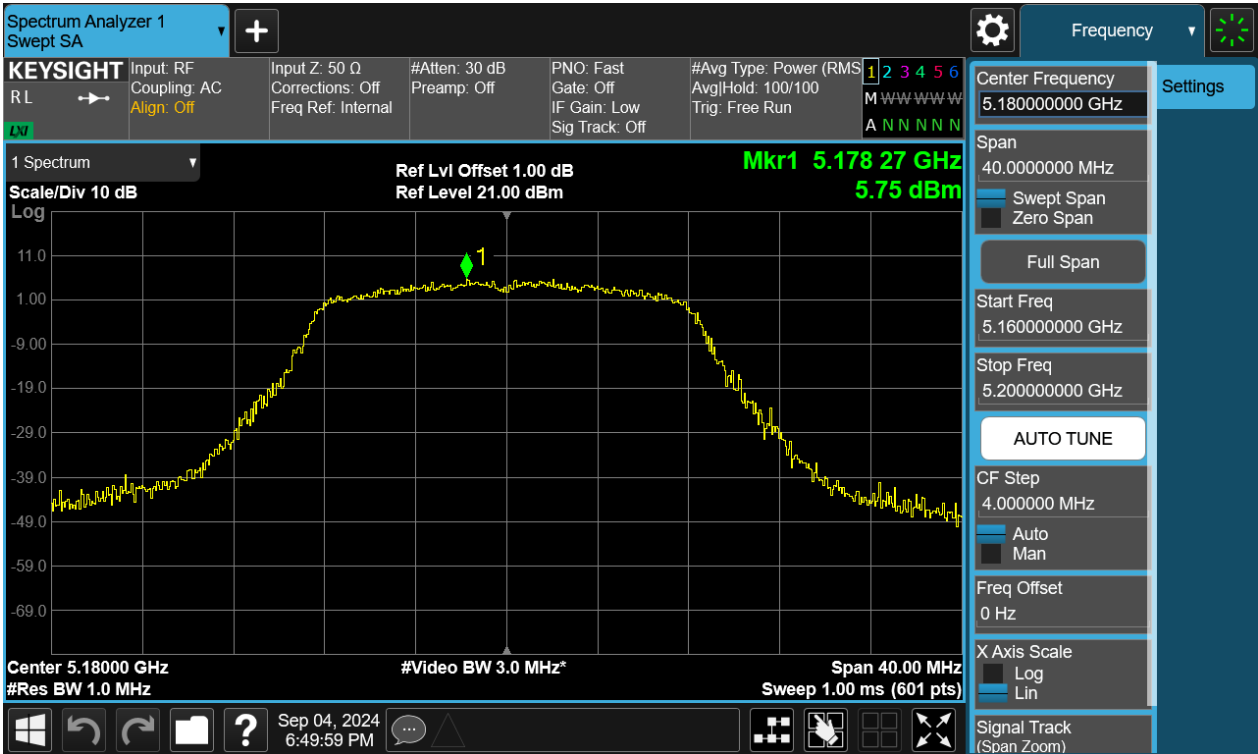 Spectrum Analyzer 1
Swept SA
Frequency
KEYSIGHT
R L
LXI
Input: RF
Coupling: AC
Align: Off
Input Z: 50 Ω
Corrections: Off
Freq Ref: Internal
#Atten: 30 dB
Preamp: Off
PNO: Fast
Gate: Off
IF Gain: Low
Sig Track: Off
#Avg Type: Power (RMS
Avg|Hold: 100/100
Trig: Free Run
1 2 3 4 5 6
M W W W W W
A N N N N N
1 Spectrum
Scale/Div 10 dB
Ref Lvl Offset 1.00 dB
Ref Level 21.00 dBm
Mkr1 5.178 27 GHz
5.75 dBm
Log
1
11.0
1.00
-9.00
-19.0
-29.0
-39.0
-49.0
-59.0
-69.0
Center 5.18000 GHz
#Video BW 3.0 MHz*
Span 40.00 MHz
#Res BW 1.0 MHz
Sweep 1.00 ms (601 pts)
Center Frequency
5.180000000 GHz
Settings
Span
40.0000000 MHz
Swept Span
Zero Span
Full Span
Start Freq
5.160000000 GHz
Stop Freq
5.200000000 GHz
AUTO TUNE
CF Step
4.000000 MHz
Auto
Man
Freq Offset
0 Hz
X Axis Scale
Log
Lin
Signal Track
(Span Zoom)
?
Sep 04, 2024
6:49:59 PM